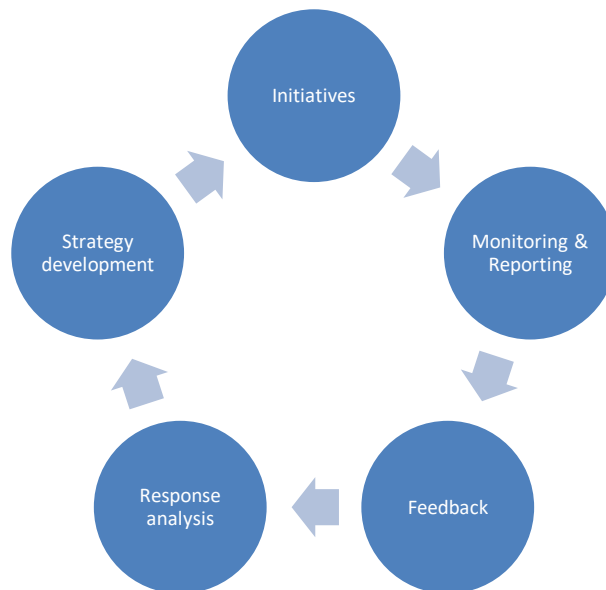 Initiatives
Monitoring &
Reporting
Feedback
Response
analysis
Strategy
development